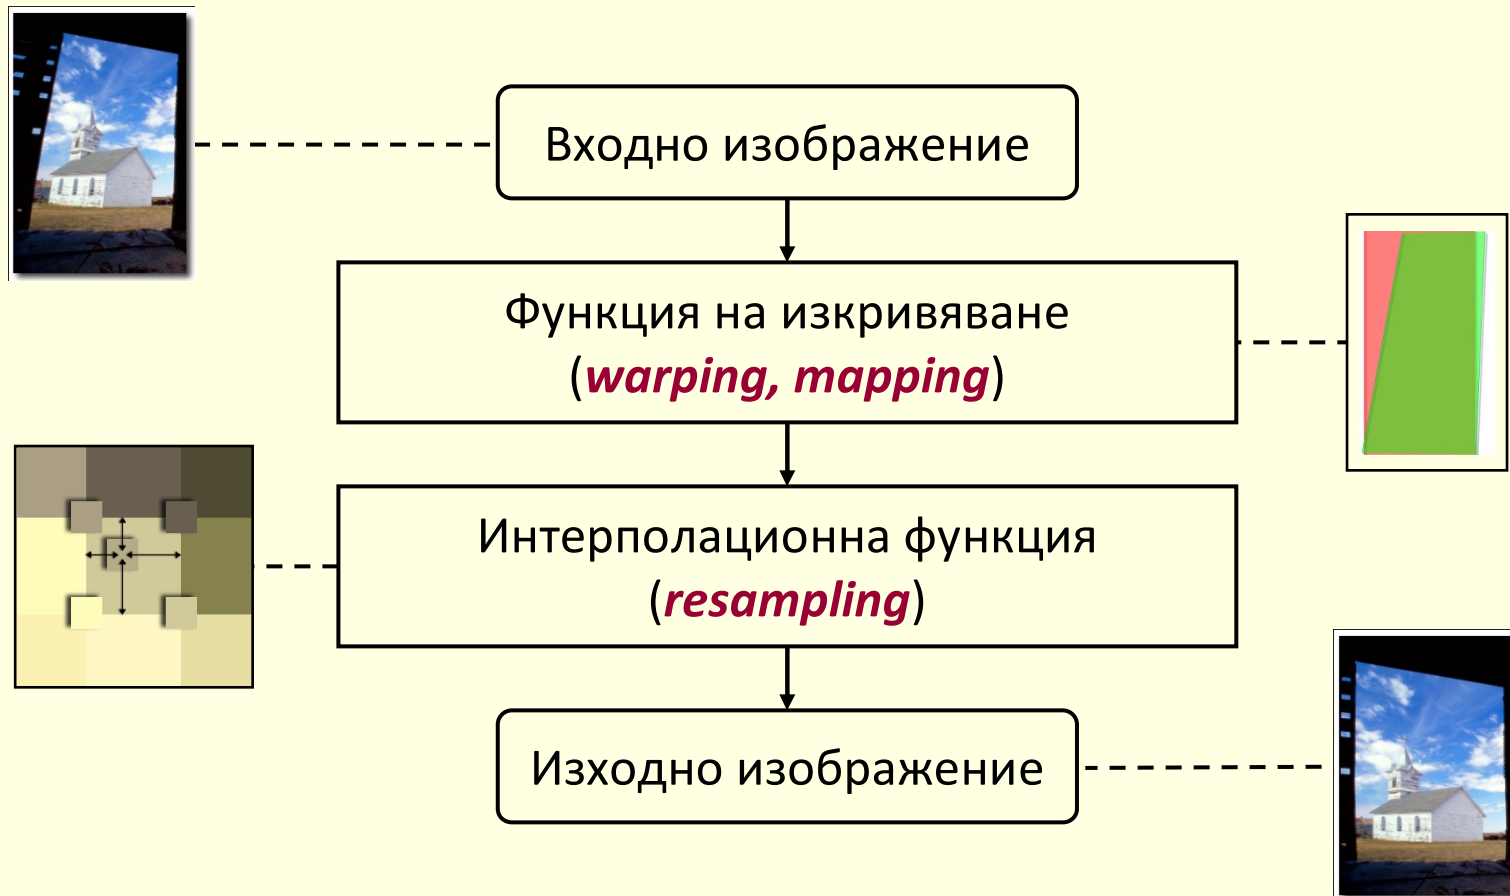 Входно изображение
Функция на изкривяване
(warping, mapping)
Интерполационна функция
(resampling)
Изходно изображение